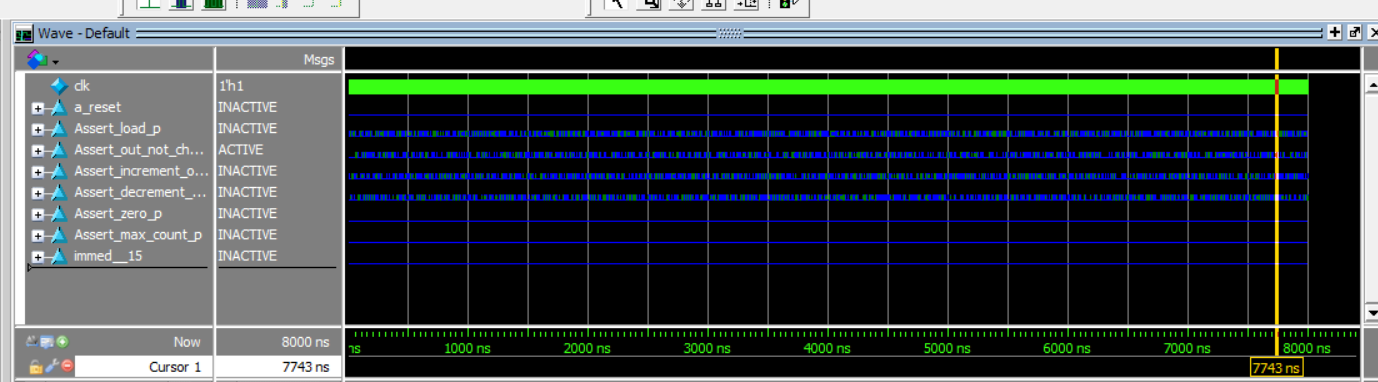 Wave - Default
Msgs
clk 1'h1
a_reset INACTIVE
Assert_load_p INACTIVE
Assert_out_not_ch... ACTIVE
Assert_increment_o... INACTIVE
Assert_decrement_... INACTIVE
Assert_zero_p INACTIVE
Assert_max_count_p INACTIVE
immed__15 INACTIVE
Now 8000 ns ns 1000 ns 2000 ns 3000 ns 4000 ns 5000 ns 6000 ns 7000 ns 8000 ns
Cursor 1 7743 ns 7743 ns